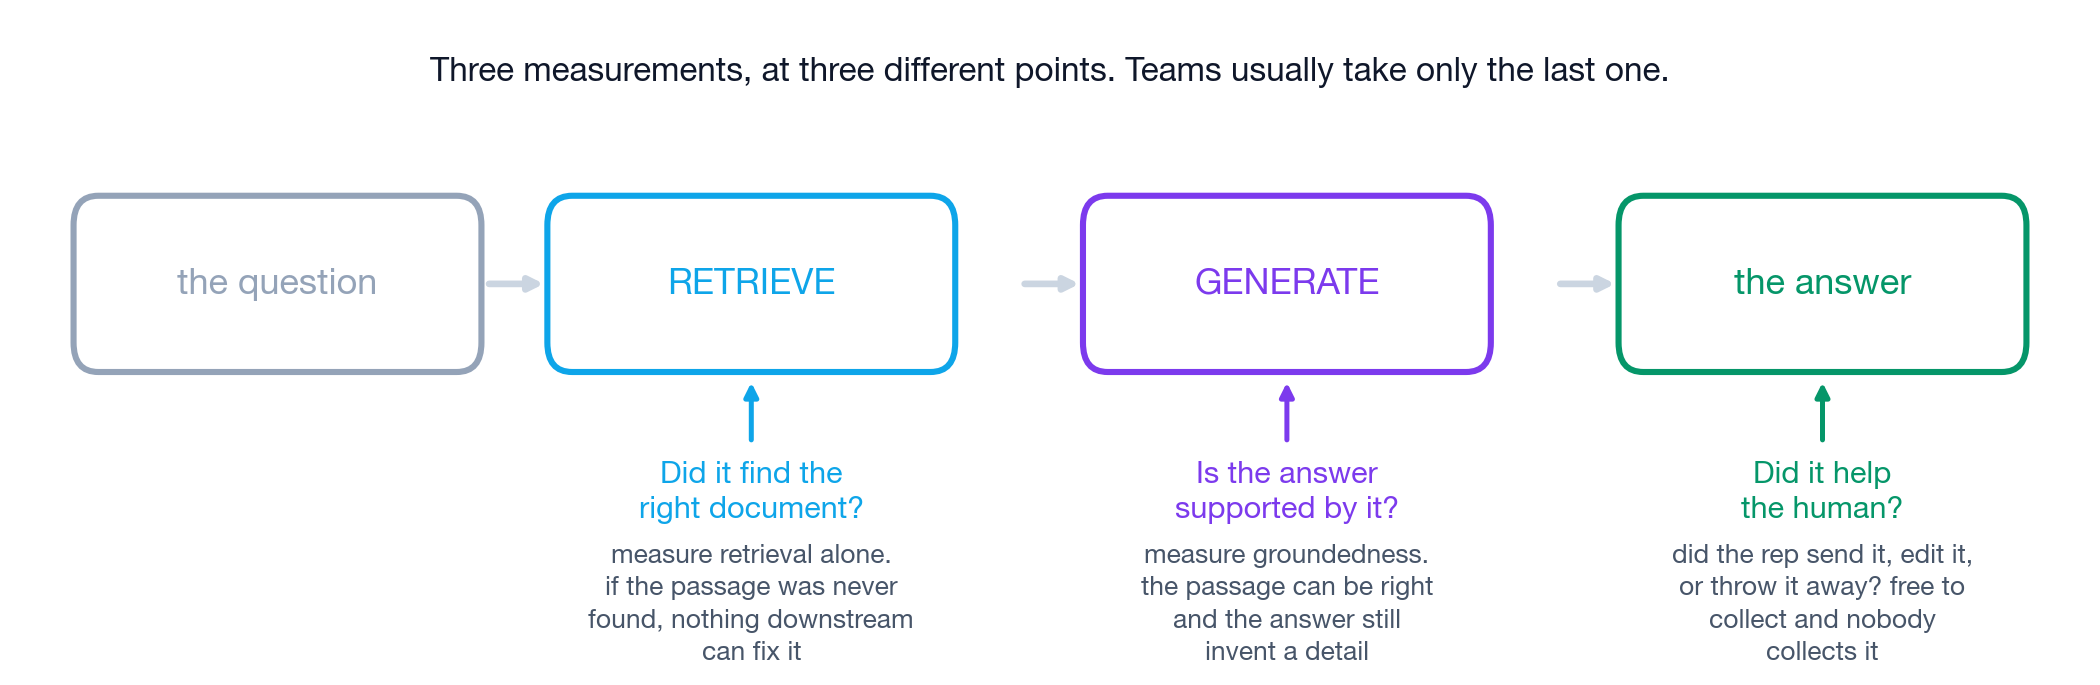 Three measurements, at three different points. Teams usually take only the last one.
the question
RETRIEVE
GENERATE
the answer
Did it find the
right document?
measure retrieval alone.
if the passage was never
found, nothing downstream
can fix it
Is the answer
supported by it?
measure groundedness.
the passage can be right
and the answer still
invent a detail
Did it help
the human?
did the rep send it, edit it,
or throw it away? free to
collect and nobody
collects it